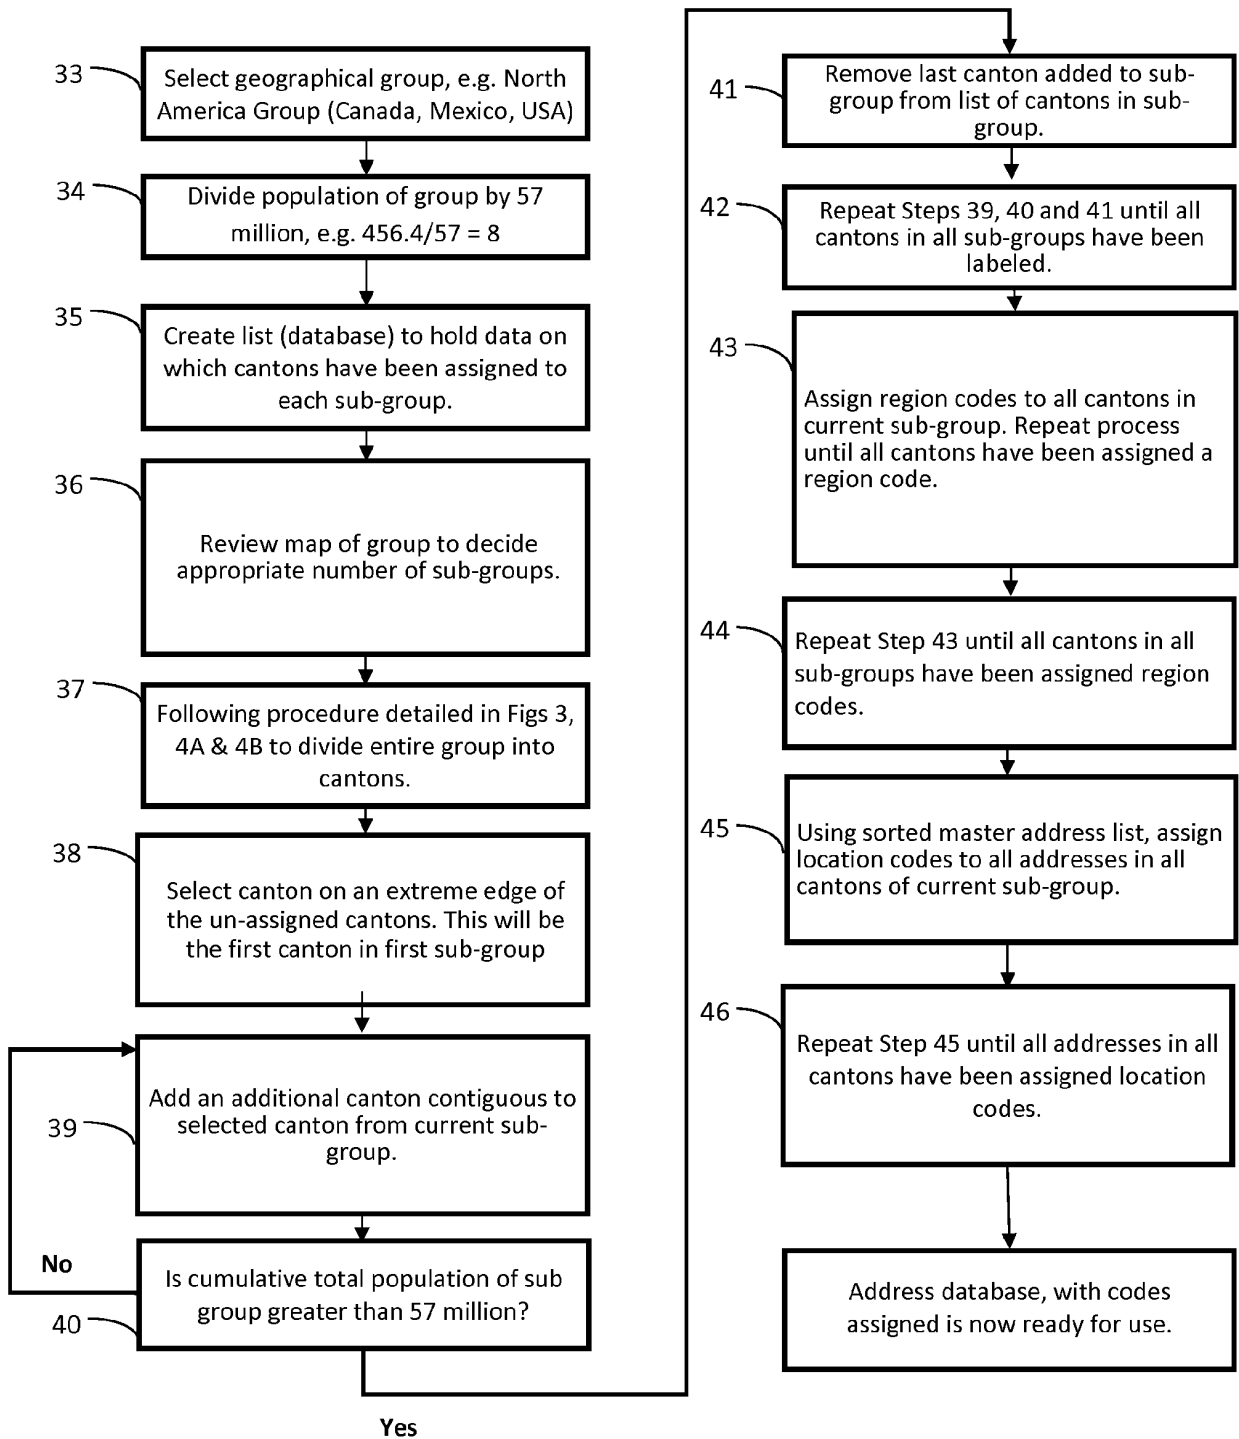 33
Select geographical group, e.g. North
America Group (Canada, Mexico, USA)
34
Divide population of group by 57
million, e.g. 456.4/57 = 8
35
Create list (database) to hold data on
which cantons have been assigned to
each sub-group.
36
Review map of group to decide
appropriate number of sub-groups.
37
Following procedure detailed in Figs 3,
4A & 4B to divide entire group into
cantons.
38
Select canton on an extreme edge of
the un-assigned cantons. This will be
the first canton in first sub-group
39
Add an additional canton contiguous to
selected canton from current sub-
group.
No
40
Is cumulative total population of sub
group greater than 57 million?
Yes
41
Remove last canton added to sub-
group from list of cantons in sub-
group.
42
Repeat Steps 39, 40 and 41 until all
cantons in all sub-groups have been
labeled.
43
Assign region codes to all cantons in
current sub-group. Repeat process
until all cantons have been assigned a
region code.
44
Repeat Step 43 until all cantons in all
sub-groups have been assigned region
codes.
45
Using sorted master address list, assign
location codes to all addresses in all
cantons of current sub-group.
46
Repeat Step 45 until all addresses in all
cantons have been assigned location
codes.
Address database, with codes
assigned is now ready for use.